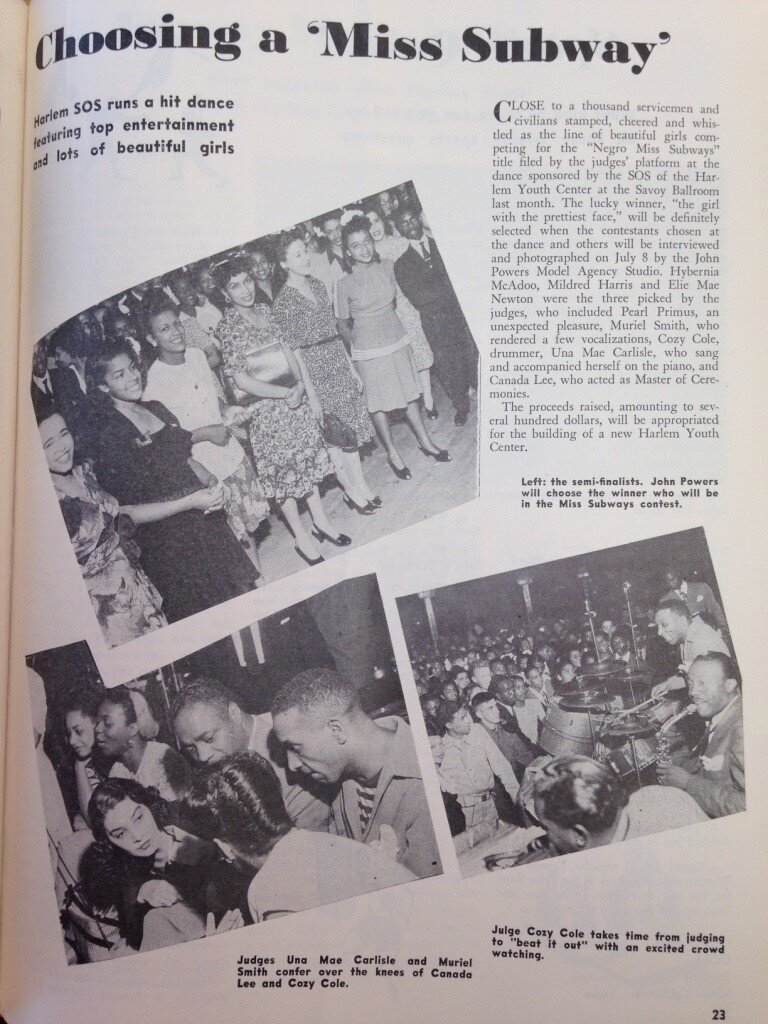 Choosing a ‘Miss Subway’
Harlem SOS runs a hit dance
featuring top entertainment
and lots of beautiful girls
CLOSE to a thousand servicemen and
civilians stamped, cheered and whis-
tled as the line of beautiful girls com-
peting for the “Negro Miss Subways”
title filed by the judges’ platform at the
dance sponsored by the SOS of the Har-
lem Youth Center at the Savoy Ballroom
last month. The lucky winner, “the girl
with the prettiest face,” will be definitely
selected when the contestants chosen at
the dance and others will be interviewed
and photographed on July 8 by the John
Powers Model Agency Studio. Hybernia
McAdoo, Mildred Harris and Elie Mae
Newton were the three picked by the
judges, who included Pearl Primus, an
unexpected pleasure, Muriel Smith, who
rendered a few vocalizations, Cozy Cole,
drummer, Una Mae Carlisle, who sang
and accompanied herself on the piano, and
Canada Lee, who acted as Master of Cere-
monies.
The proceeds raised, amounting to sev-
eral hundred dollars, will be appropriated
for the building of a new Harlem Youth
Center.
Left: the semi-finalists. John Powers
will choose the winner who will be
in the Miss Subways contest.
Judges Una Mae Carlisle and Muriel
Smith confer over the knees of Canada
Lee and Cozy Cole.
Julge Cozy Cole takes time from judging
to "beat it out" with an excited crowd
watching.
23